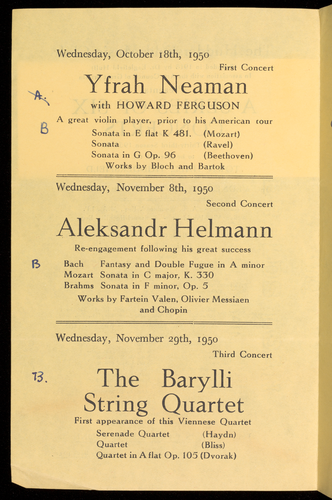 Wednesday, October 18th, 1950
First Concert
A.
Yfrah Neaman
with HOWARD FERGUSON
B
A great violin player, prior to his American tour
Sonata in E flat K 481. (Mozart)
Sonata (Ravel)
Sonata in G Op. 96 (Beethoven)
Works by Bloch and Bartok
Wednesday, November 8th, 1950
Second Concert
Aleksandr Helmann
Re-engagement following his great success
B
Bach Fantasy and Double Fugue in A minor
Mozart Sonata in C major, K. 330
Brahms Sonata in F minor, Op. 5
Works by Fartein Valen, Olivier Messiaen
and Chopin
Wednesday, November 29th, 1950
Third Concert
B.
The Barylli
String Quartet
First appearance of this Viennese Quartet
Serenade Quartet (Haydn)
Quartet (Bliss)
Quartet in A flat Op. 105 (Dvorak)